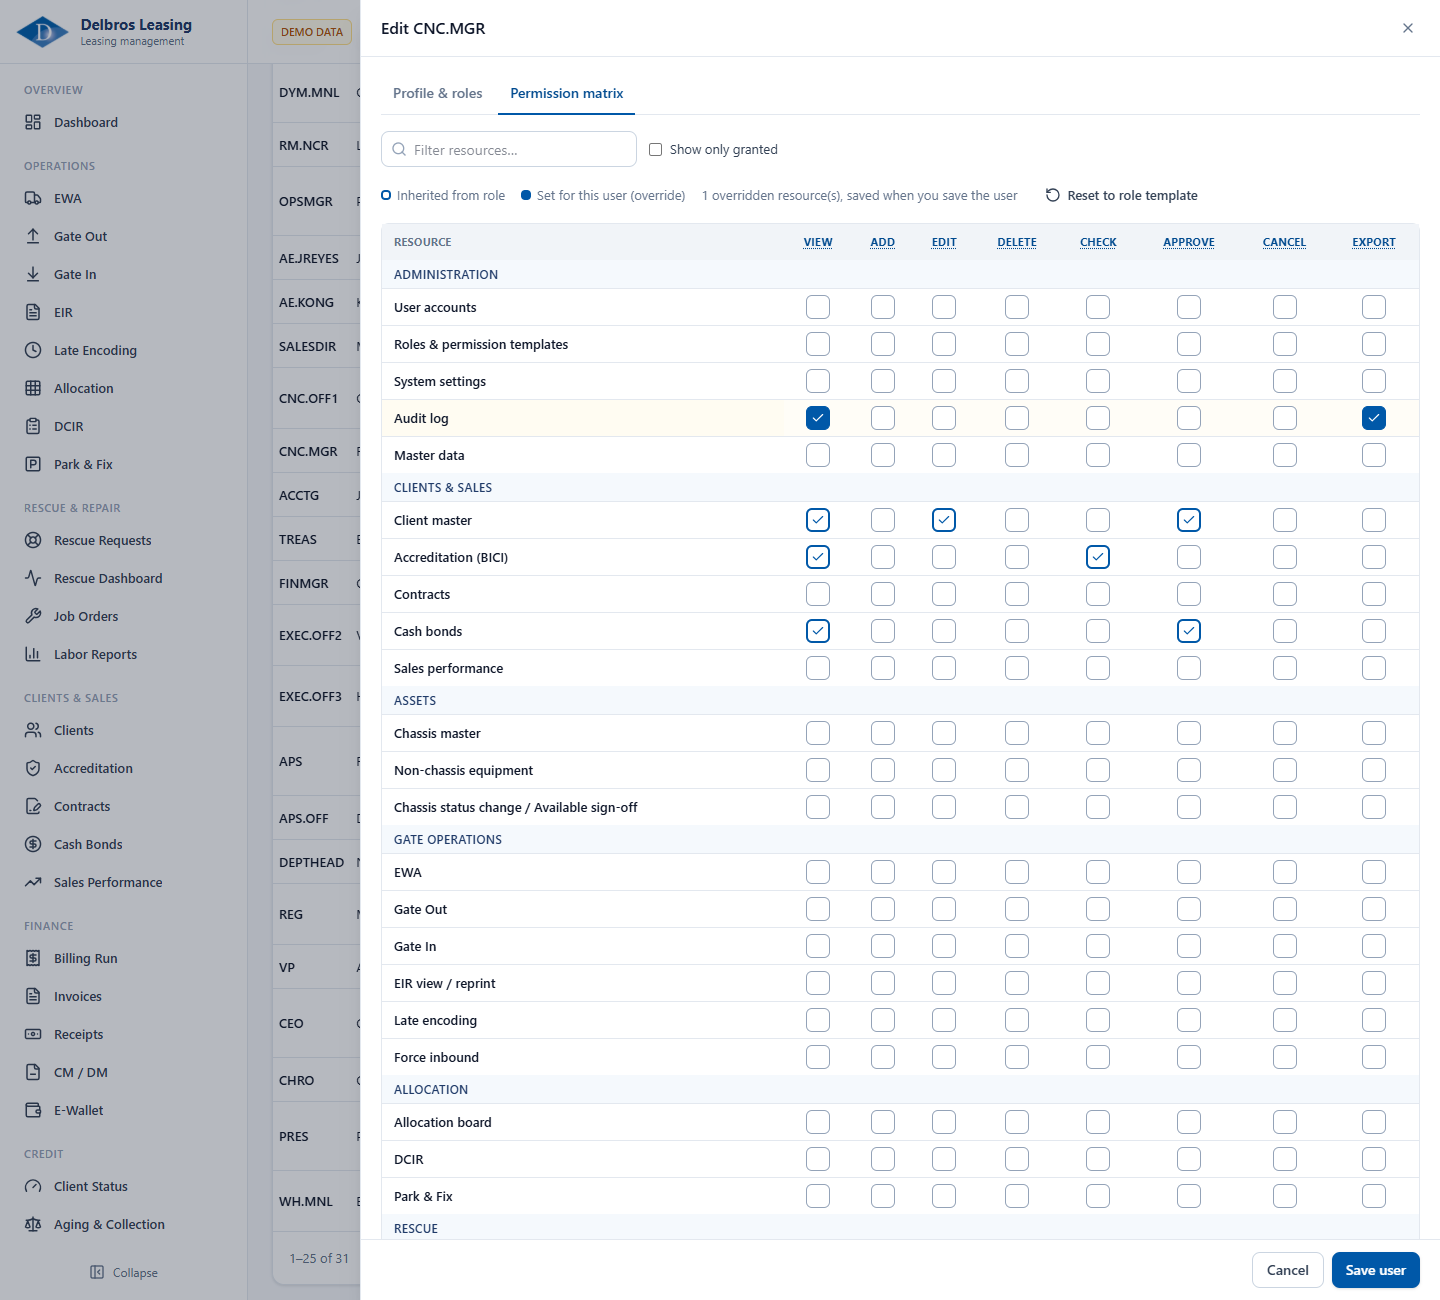 Delbros Leasing
Leasing management
OVERVIEW
Dashboard
OPERATIONS
EWA
Gate Out
Gate In
EIR
Late Encoding
Allocation
DCIR
Park & Fix
RESCUE & REPAIR
Rescue Requests
Rescue Dashboard
Job Orders
Labor Reports
CLIENTS & SALES
Clients
Accreditation
Contracts
Cash Bonds
Sales Performance
FINANCE
Billing Run
Invoices
Receipts
CM / DM
E-Wallet
CREDIT
Client Status
Aging & Collection
Collapse
DEMO DATA
DYM.MNL
RM.NCR
OPSMGR
AE.JREYES
AE.KONG
SALESDIR
CNC.OFF1
CNC.MGR
ACCTG
TREAS
FINMGR
EXEC.OFF2
EXEC.OFF3
APS
APS.OFF
DEPTHEAD
REG
VP
CEO
CHRO
PRES
WH.MNL
1–25 of 31
Edit CNC.MGR
Profile & roles Permission matrix
Filter resources... Show only granted
Inherited from role Set for this user (override) 1 overridden resource(s), saved when you save the user Reset to role template
RESOURCE VIEW ADD EDIT DELETE CHECK APPROVE CANCEL EXPORT
ADMINISTRATION
User accounts
Roles & permission templates
System settings
Audit log
Master data
CLIENTS & SALES
Client master
Accreditation (BICI)
Contracts
Cash bonds
Sales performance
ASSETS
Chassis master
Non-chassis equipment
Chassis status change / Available sign-off
GATE OPERATIONS
EWA
Gate Out
Gate In
EIR view / reprint
Late encoding
Force inbound
ALLOCATION
Allocation board
DCIR
Park & Fix
RESCUE
Cancel Save user